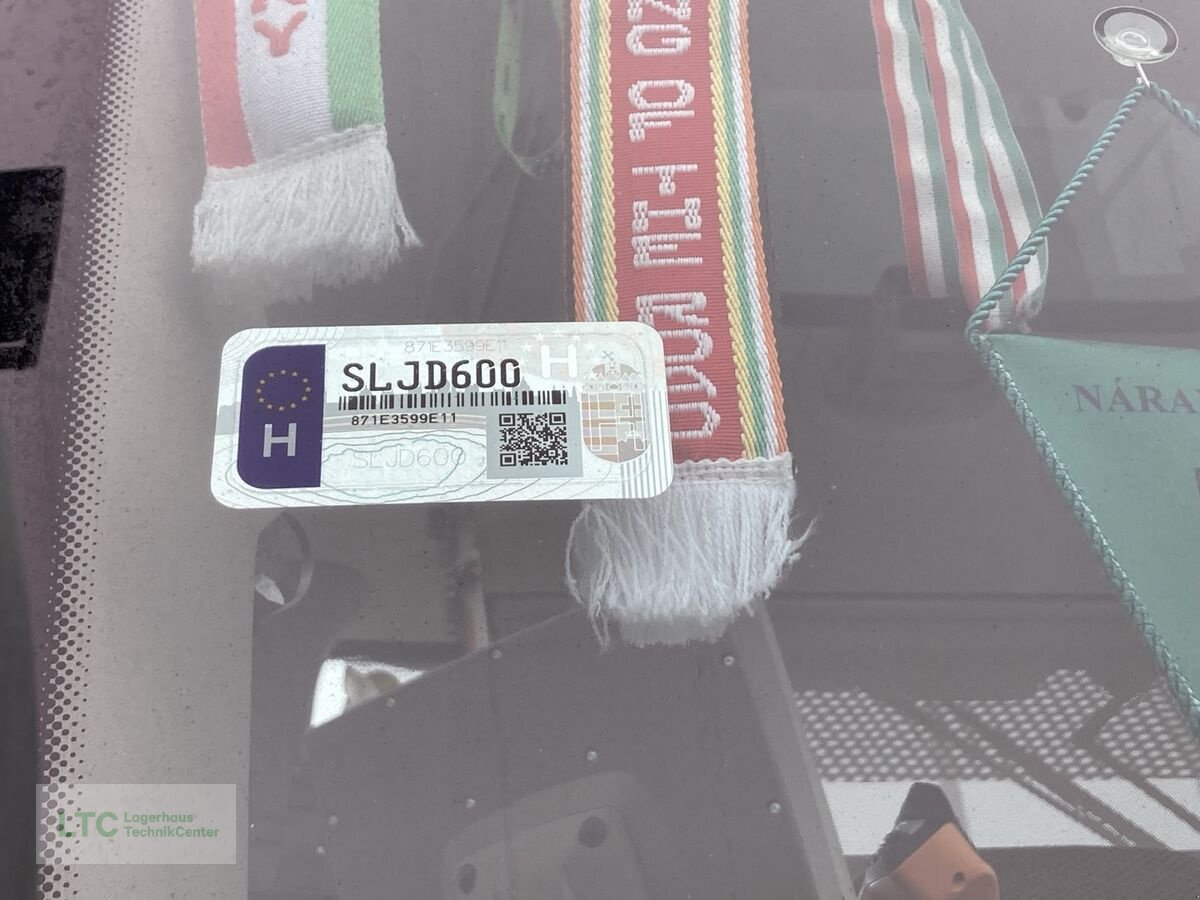 871E3599E11
H
SLJD600
871E3599E11
H
SLJD600
NÁRA
LTC Lagerhaus
TechnikCenter